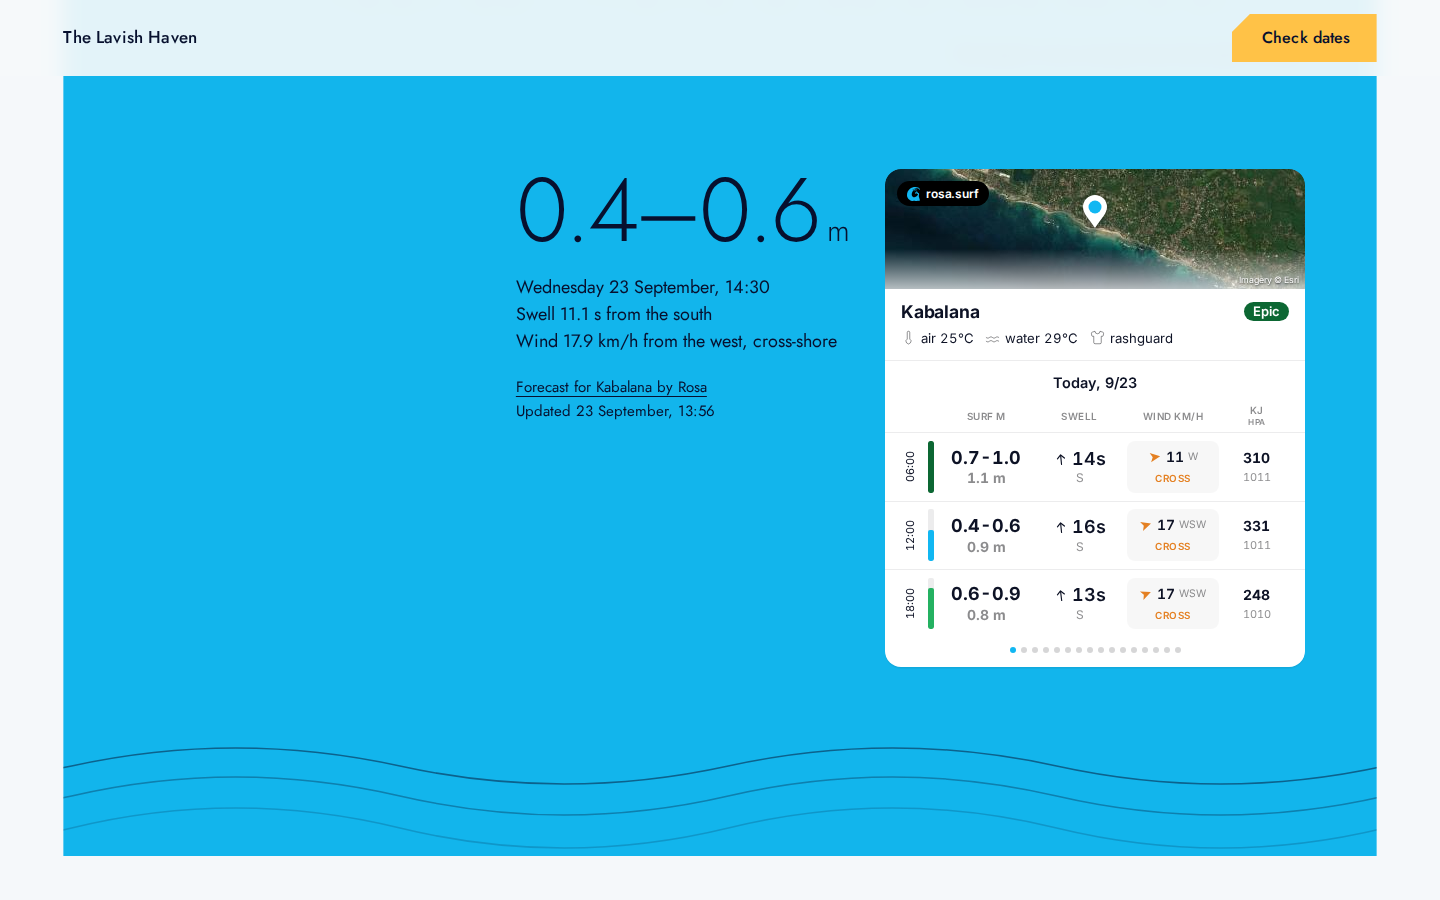 The Lavish Haven
Check dates
0.4–0.6 m
Wednesday 23 September, 14:30
Swell 11.1 s from the south
Wind 17.9 km/h from the west, cross-shore
Forecast for Kabalana by Rosa
Updated 23 September, 13:56
rosa.surf
Imagery © Esri
Kabalana
Epic
air 25°C water 29°C rashguard
Today, 9/23
SURF M SWELL WIND KM/H KJ
HPA
06:00
0.7-1.0 14s 11 W 310
1.1 m S CROSS 1011
12:00
0.4-0.6 16s 17 WSW 331
0.9 m S CROSS 1011
18:00
0.6-0.9 13s 17 WSW 248
0.8 m S CROSS 1010